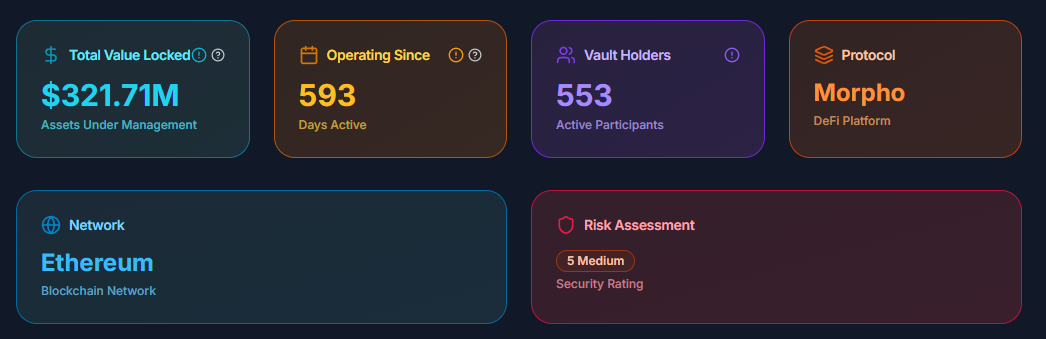 Total Value Locked
$321.71M
Assets Under Management
Operating Since
593
Days Active
Vault Holders
553
Active Participants
Protocol
Morpho
DeFi Platform
Network
Ethereum
Blockchain Network
Risk Assessment
5 Medium
Security Rating